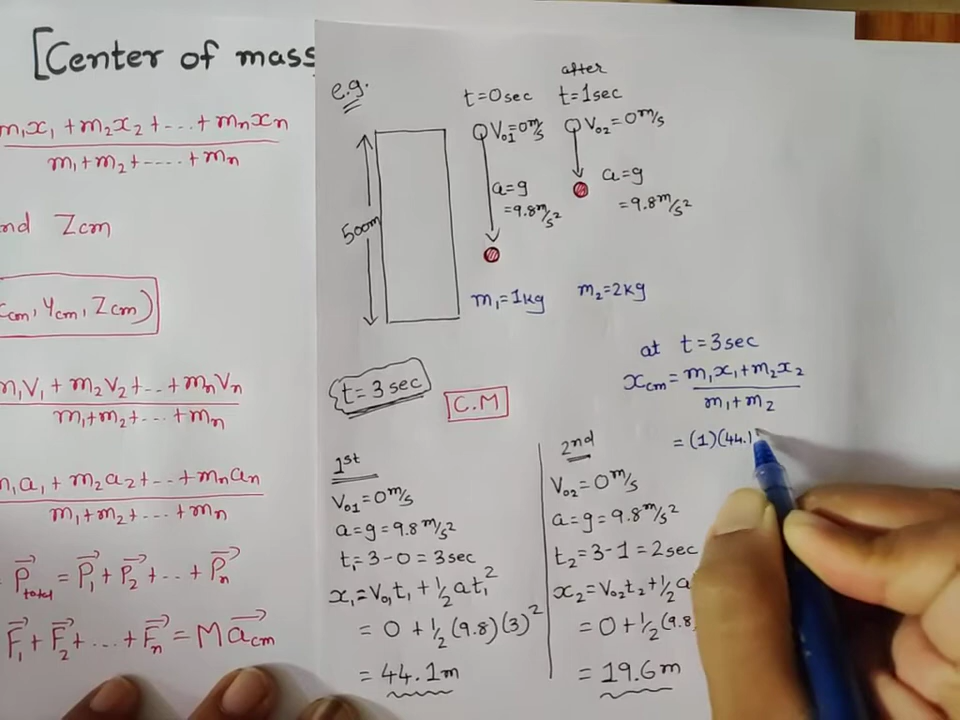 [Center of mass
m₁x₁ + m₂x₂ + ... + mₙxₙ
m₁ + m₂ + ..... + mₙ
nd Zcm
cm, Ycm, Zcm)
m₁V₁ + m₂V₂ + .. + mₙVₙ
m₁ + m₂ + ... + mₙ
m₁a₁ + m₂a₂ + ... + mₙaₙ
m₁ + m₂ + ... + mₙ
P⃗total = P⃗₁ + P⃗₂ + ... + P⃗ₙ
F⃗₁ + F⃗₂ + ... + F⃗ₙ = Ma⃗cm
e.g.
after
t=0sec t=1sec
V₀₁=0m/s V₀₂=0m/s
a=g
=9.8m/s²
a=g
=9.8m/s²
500m
m₁=1kg m₂=2kg
t=3sec
C.M
at t=3sec
xcm = m₁x₁+m₂x₂
m₁+m₂
= (1)(44.1
1st
V₀₁=0m/s
a=g=9.8m/s²
t₁=3-0=3sec
x₁=V₀₁t₁+½at₁²
= 0+½(9.8)(3)²
= 44.1m
2nd
V₀₂=0m/s
a=g=9.8m/s²
t₂=3-1=2sec
x₂=V₀₂t₂+½a
= 0+½(9.8
= 19.6m